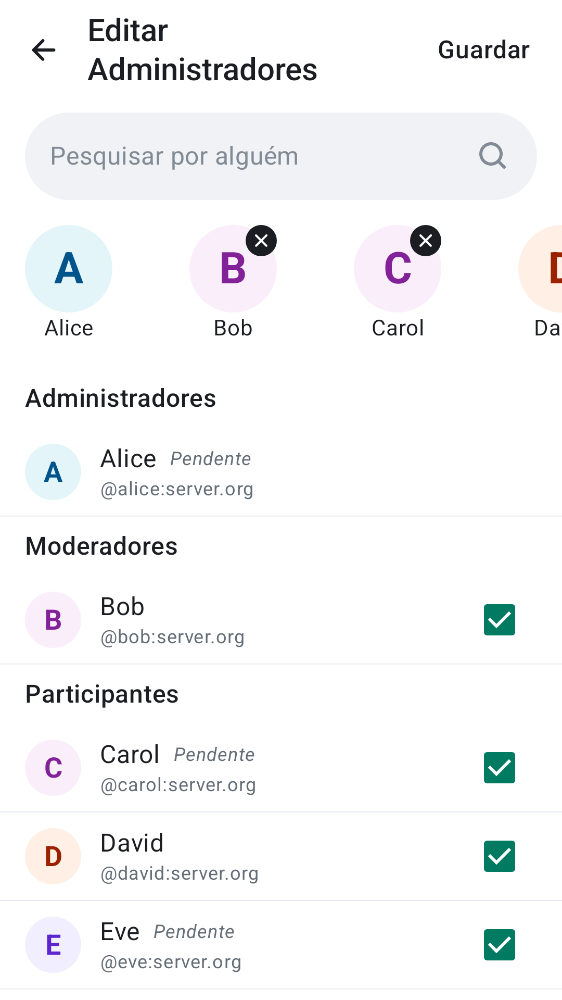 Editar
Administradores
Guardar
Pesquisar por alguém
A
B
C
Alice
Bob
Carol
Da
Administradores
A
Alice Pendente
@alice:server.org
Moderadores
B
Bob
@bob:server.org
Participantes
C
Carol Pendente
@carol:server.org
D
David
@david:server.org
E
Eve Pendente
@eve:server.org